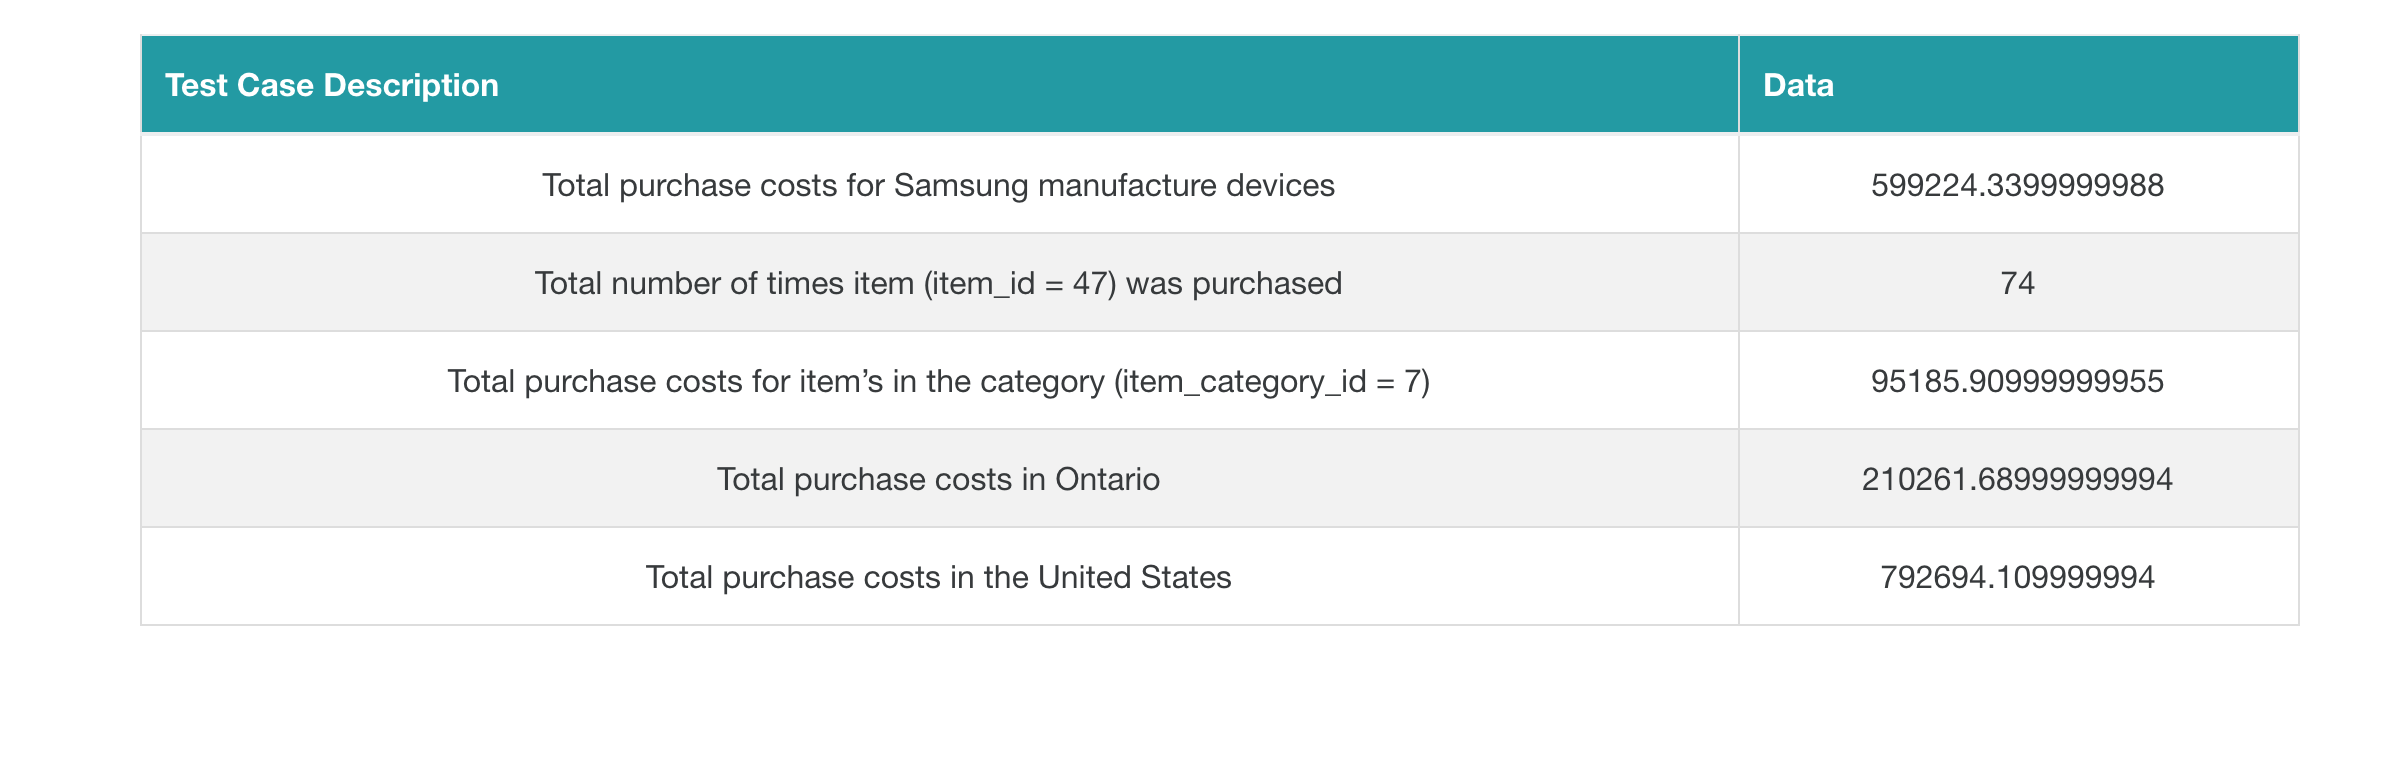 Test Case Description Data
Total purchase costs for Samsung manufacture devices 599224.3399999988
Total number of times item (item_id = 47) was purchased 74
Total purchase costs for item’s in the category (item_category_id = 7) 95185.90999999955
Total purchase costs in Ontario 210261.68999999994
Total purchase costs in the United States 792694.109999994